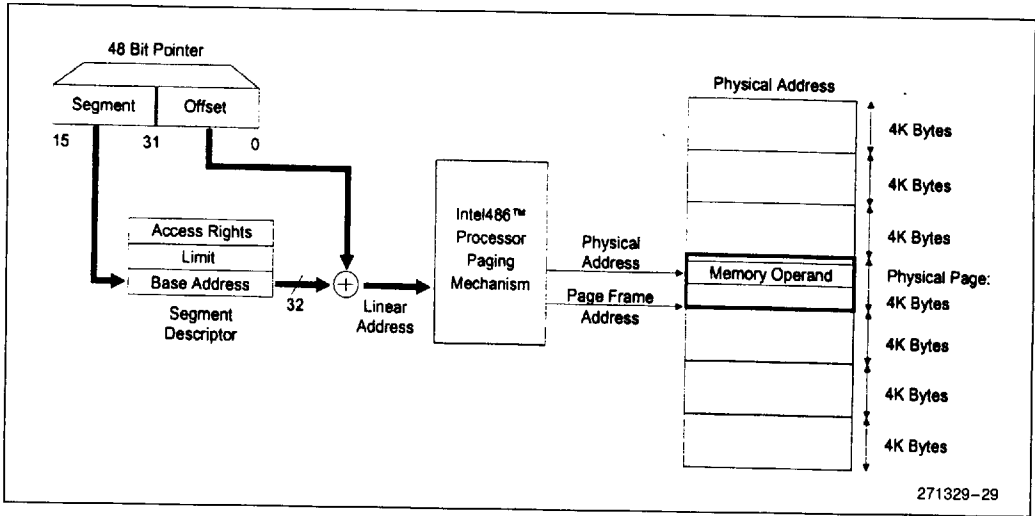 48 Bit Pointer
Segment
Offset
15
31
0
Access Rights
Limit
Base Address
Segment
Descriptor
32
+
Linear
Address
Intel486™
Processor
Paging
Mechanism
Physical
Address
Page Frame
Address
Physical Address
4K Bytes
4K Bytes
4K Bytes
Memory Operand
Physical Page:
4K Bytes
4K Bytes
4K Bytes
4K Bytes
271329–29